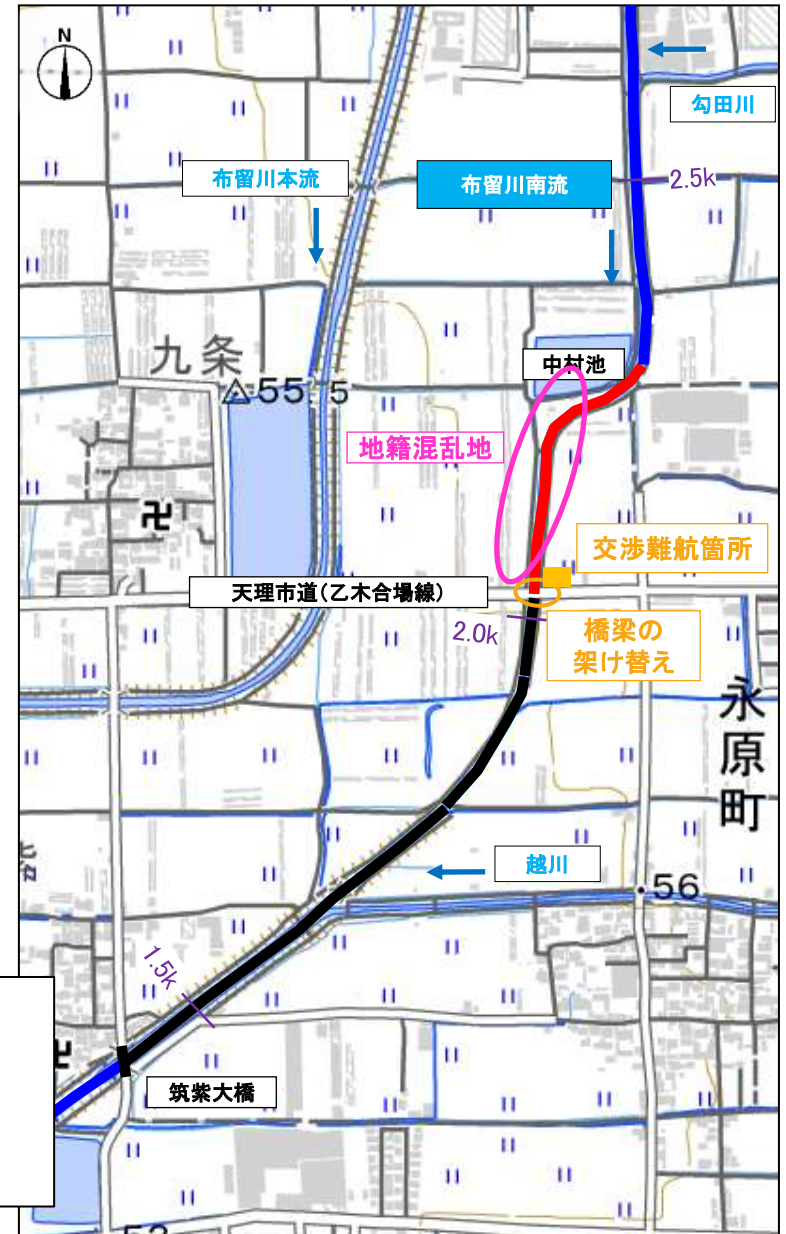 N
勾田川
布留川本流
布留川南流
2.5k
九条
中村池
55.5
地籍混乱地
交渉難航箇所
天理市道(乙木合場線)
2.0k
橋梁の
架け替え
永原町
越川
56
1.5k
筑紫大橋